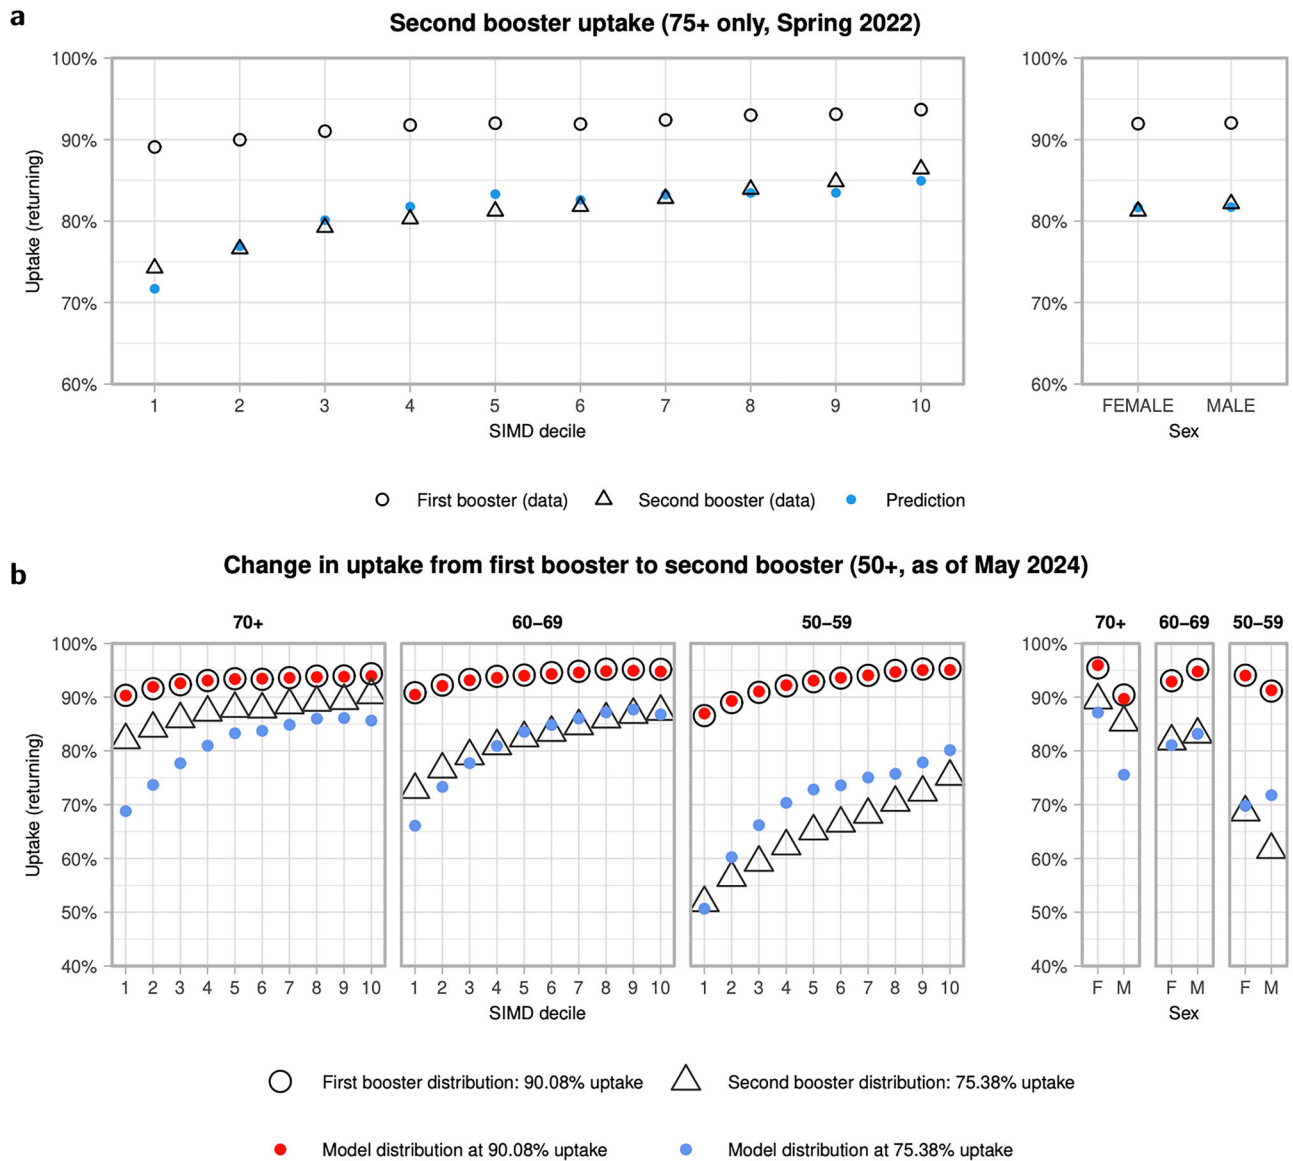 a
Second booster uptake (75+ only, Spring 2022)
100%
90%
80%
70%
60%
Uptake (returning)
1 2 3 4 5 6 7 8 9 10
SIMD decile
100%
90%
80%
70%
60%
FEMALE MALE
Sex
First booster (data) Second booster (data) Prediction
b
Change in uptake from first booster to second booster (50+, as of May 2024)
70+ 60–69 50–59
100%
90%
80%
70%
60%
50%
40%
Uptake (returning)
1 2 3 4 5 6 7 8 9 10 1 2 3 4 5 6 7 8 9 10 1 2 3 4 5 6 7 8 9 10
SIMD decile
70+ 60–69 50–59
100%
90%
80%
70%
60%
50%
40%
F M F M F M
Sex
First booster distribution: 90.08% uptake Second booster distribution: 75.38% uptake
Model distribution at 90.08% uptake Model distribution at 75.38% uptake